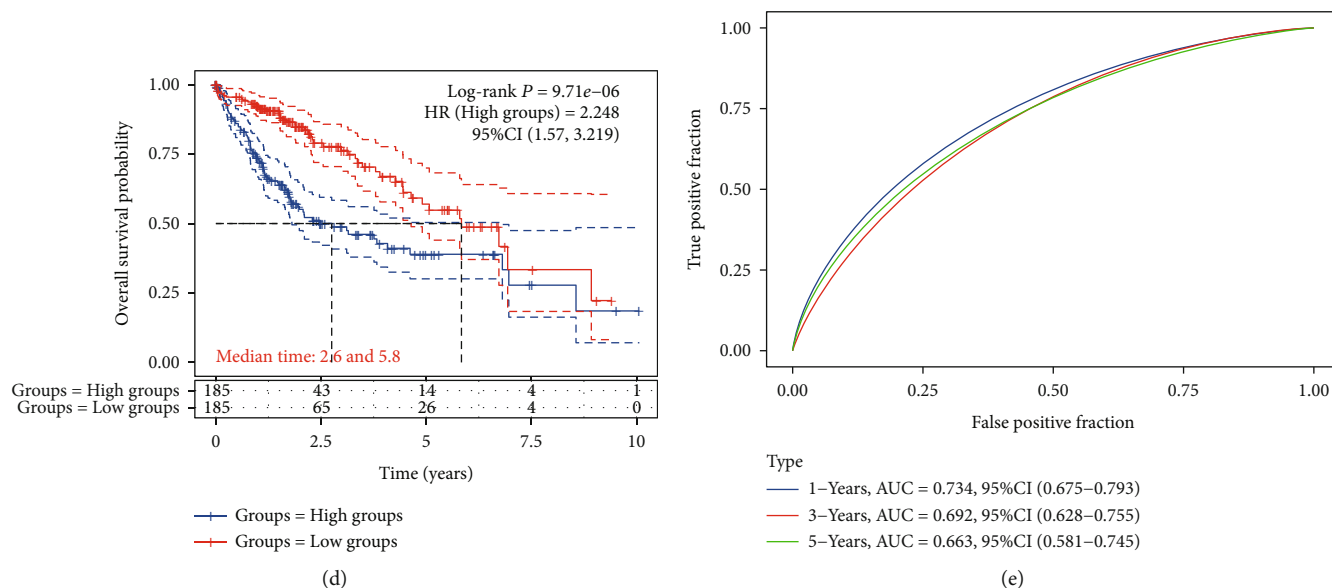 Log-rank P = 9.71e−06
HR (High groups) = 2.248
95%CI (1.57, 3.219)
1.00
0.75
0.50
0.25
0.00
Overall survival probability
Median time: 2.6 and 5.8
Groups = High groups 185 43 14 4 1
Groups = Low groups 185 65 26 4 0
0 2.5 5 7.5 10
Time (years)
Groups = High groups
Groups = Low groups
(d)
1.00
0.75
0.50
0.25
0.00
True positive fraction
0.00 0.25 0.50 0.75 1.00
False positive fraction
Type
1−Years, AUC = 0.734, 95%CI (0.675−0.793)
3−Years, AUC = 0.692, 95%CI (0.628−0.755)
5−Years, AUC = 0.663, 95%CI (0.581−0.745)
(e)